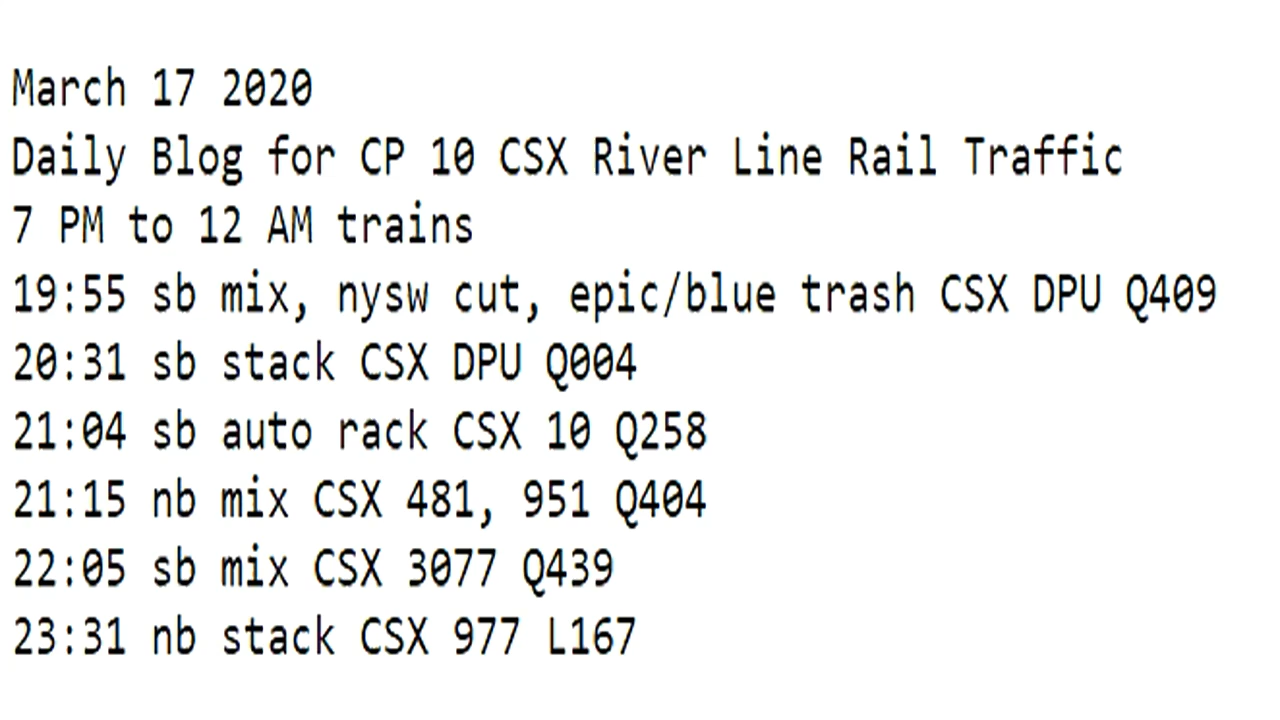 March 17 2020
Daily Blog for CP 10 CSX River Line Rail Traffic
7 PM to 12 AM trains
19:55 sb mix, nysw cut, epic/blue trash CSX DPU Q409
20:31 sb stack CSX DPU Q004
21:04 sb auto rack CSX 10 Q258
21:15 nb mix CSX 481, 951 Q404
22:05 sb mix CSX 3077 Q439
23:31 nb stack CSX 977 L167